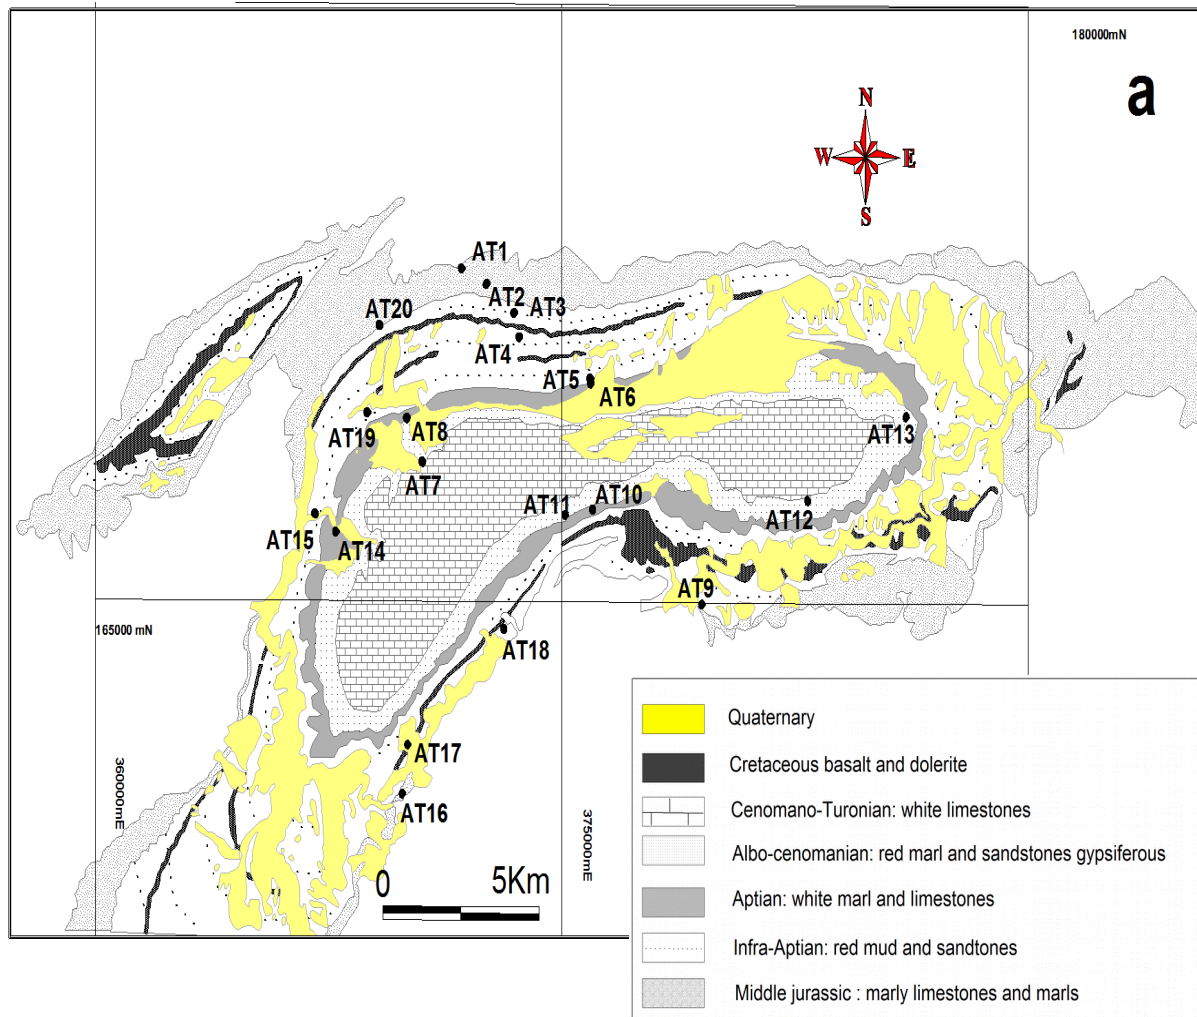 180000mN
a
N
W E
S
AT1
AT2
AT3
AT20
AT4
AT5
AT6
AT19
AT8
AT13
AT7
AT11
AT10
AT12
AT15
AT14
AT9
165000 mN
AT18
AT17
360000mE
AT16
375000mE
0 5Km
Quaternary
Cretaceous basalt and dolerite
Cenomano-Turonian: white limestones
Albo-cenomanian: red marl and sandstones gypsiferous
Aptian: white marl and limestones
Infra-Aptian: red mud and sandtones
Middle jurassic : marly limestones and marls